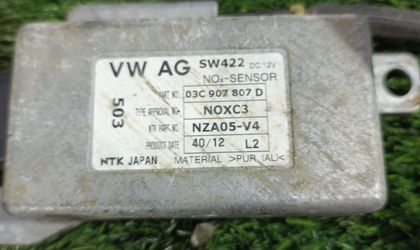 VW AG SW422 DC 12V
NOx-SENSOR
PART NO. 03C 907 807 D
TYPE APPROVAL NO. NOXC3
NTK PART-NO. NZA05-V4
PRODUCT DATE 40/12 L2
NTK JAPAN MATERIAL >PUR (AL)<
503